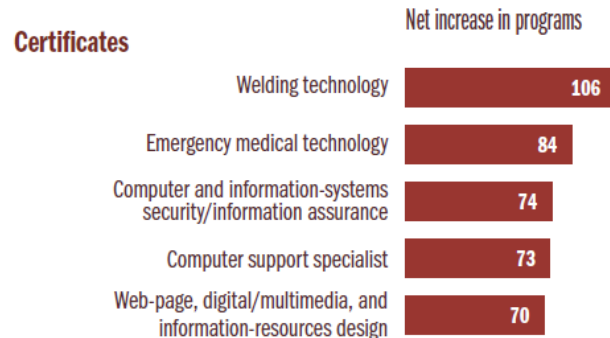 Net increase in programs
Certificates
Welding technology 106
Emergency medical technology 84
Computer and information-systems
security/information assurance 74
Computer support specialist 73
Web-page, digital/multimedia, and
information-resources design 70